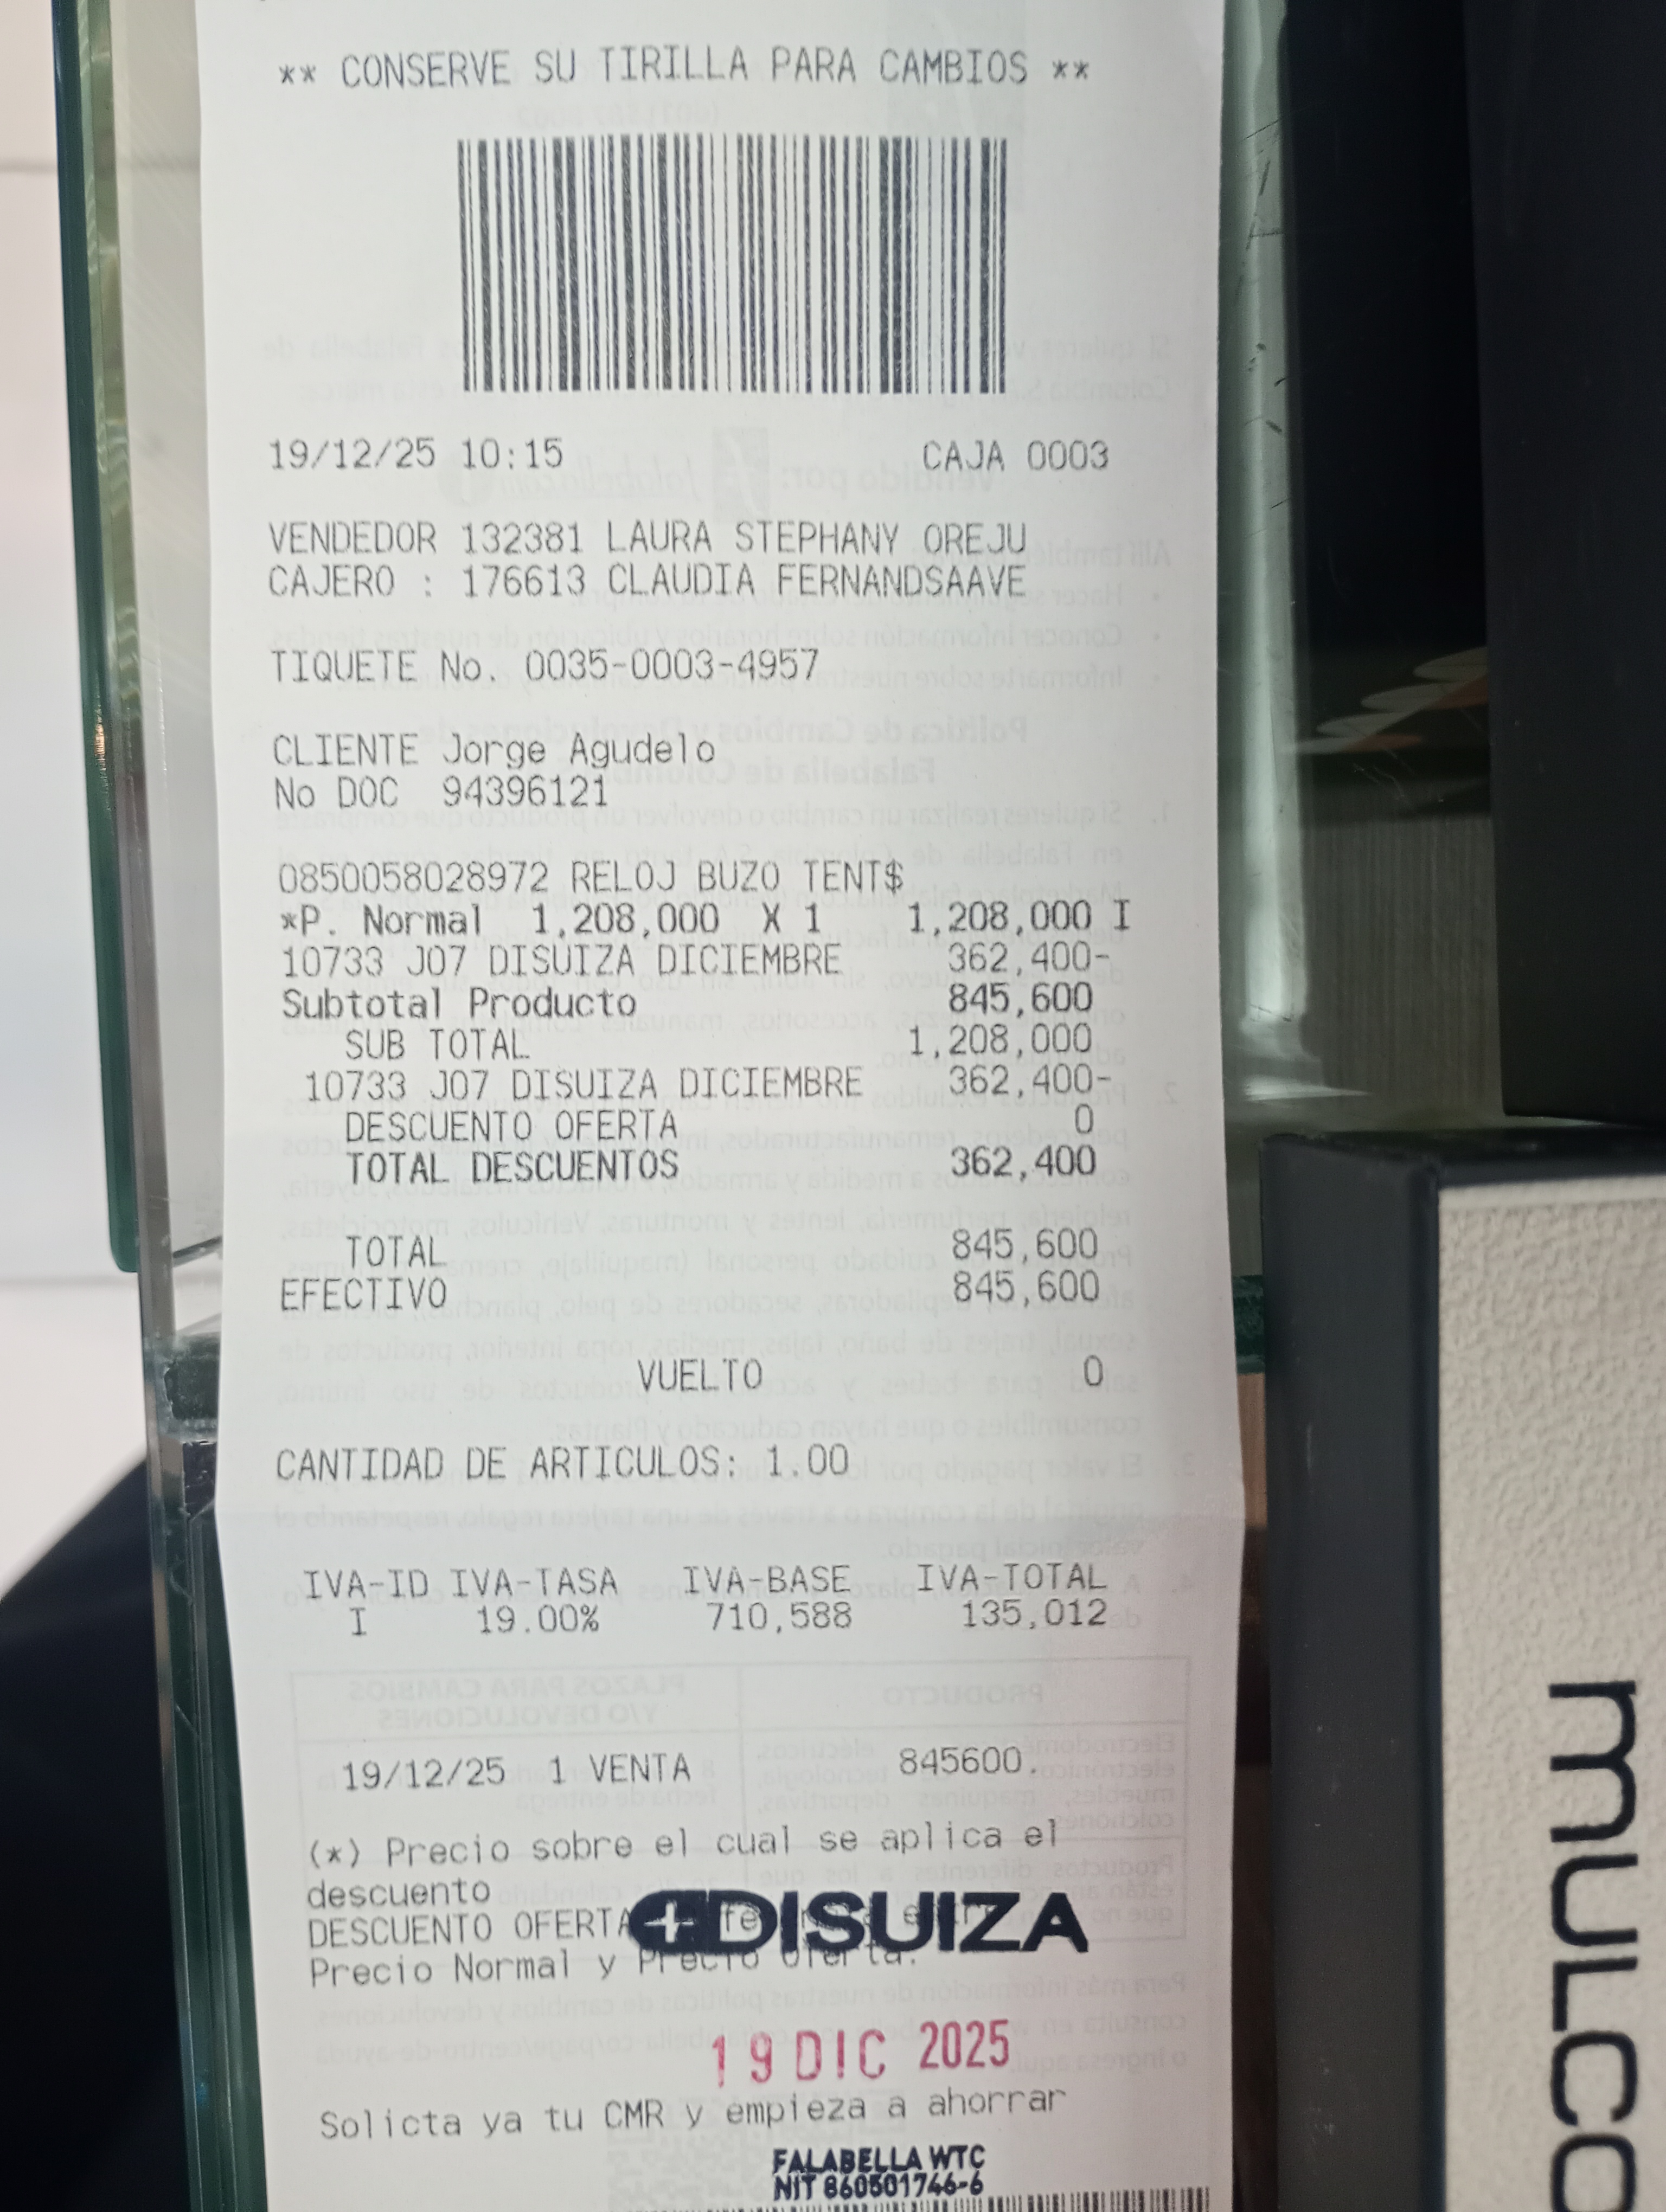 ** CONSERVE SU TIRILLA PARA CAMBIOS **
19/12/25 10:15 CAJA 0003
VENDEDOR 132381 LAURA STEPHANY OREJU
CAJERO : 176613 CLAUDIA FERNANDSAAVE
TIQUETE No. 0035-0003-4957
CLIENTE Jorge Agudelo
No DOC 94396121
0850058028972 RELOJ BUZO TENT$
*P. Normal 1,208,000 X 1 1,208,000 I
10733 J07 DISUIZA DICIEMBRE 362,400-
Subtotal Producto 845,600
SUB TOTAL 1,208,000
10733 J07 DISUIZA DICIEMBRE 362,400-
DESCUENTO OFERTA 0
TOTAL DESCUENTOS 362,400
TOTAL 845,600
EFECTIVO 845,600
VUELTO 0
CANTIDAD DE ARTICULOS: 1.00
IVA-ID IVA-TASA IVA-BASE IVA-TOTAL
I 19.00% 710,588 135,012
19/12/25 1 VENTA 845600.
(*) Precio sobre el cual se aplica el
descuento
DESCUENTO OFERTA
DISUIZA
Precio Normal y Precio Oferta.
19 DIC 2025
Solicta ya tu CMR y empieza a ahorrar
FALABELLA WTC
NIT 860501746-6
mulco